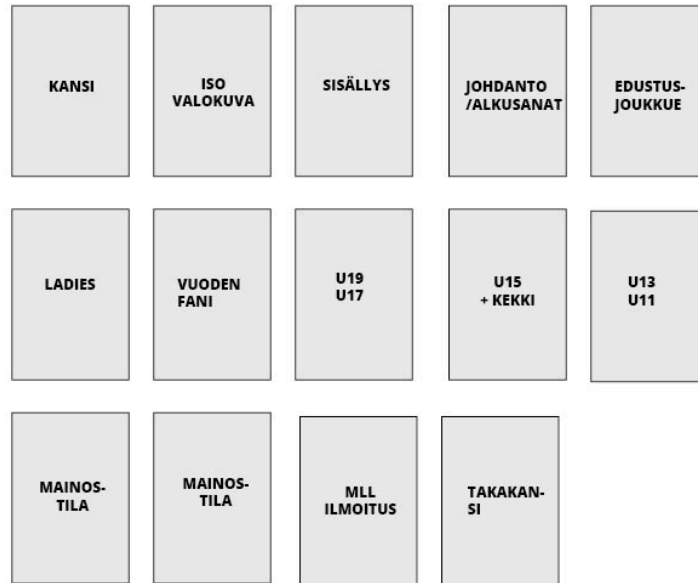 KANSI
ISO
VALOKUVA
SISÄLLYS
JOHDANTO
/ALKUSANAT
EDUSTUS-
JOUKKUE
LADIES
VUODEN
FANI
U19
U17
U15
+ KEKKI
U13
U11
MAINOS-
TILA
MAINOS-
TILA
MLL
ILMOITUS
TAKAKAN-
SI